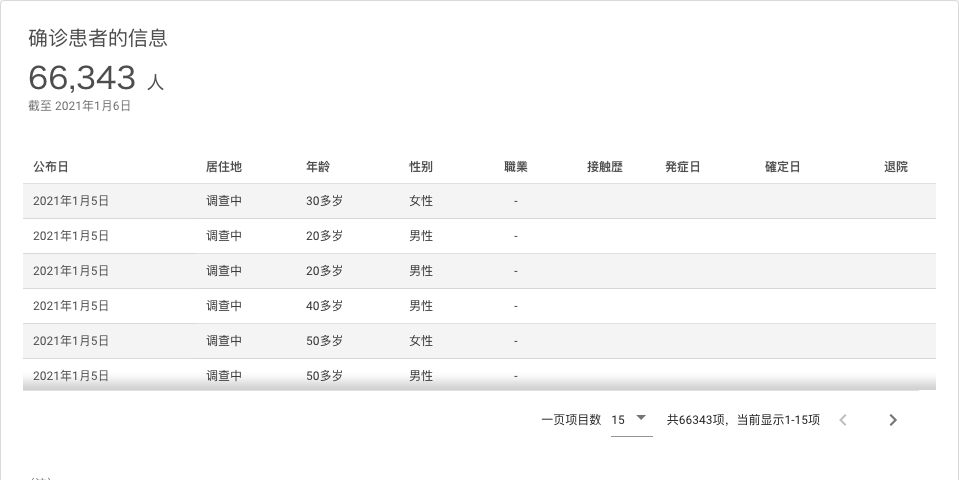 确诊患者的信息
66,343 人
截至 2021年1月6日
公布日 居住地 年龄 性别 職業 接触歴 発症日 確定日 退院
2021年1月5日 调查中 30多岁 女性 -
2021年1月5日 调查中 20多岁 男性 -
2021年1月5日 调查中 20多岁 男性 -
2021年1月5日 调查中 40多岁 男性 -
2021年1月5日 调查中 50多岁 女性 -
2021年1月5日 调查中 50多岁 男性 -
一页项目数 15 共66343项，当前显示1-15项